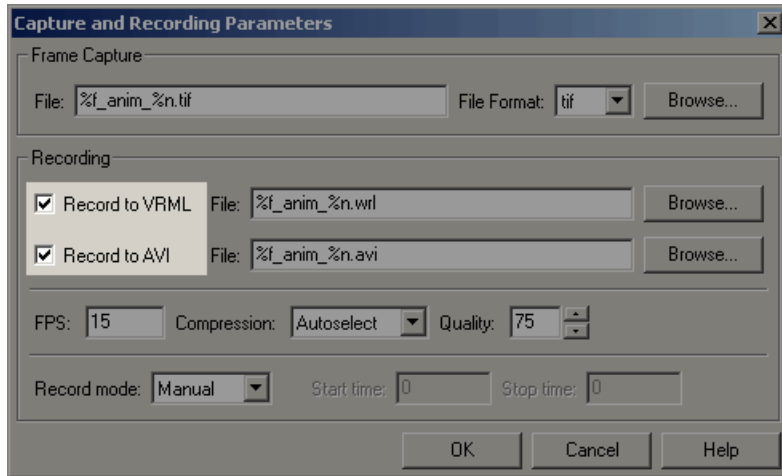 Capture and Recording Parameters
Frame Capture
File: %f_anim_%n.tif File Format: tif Browse...
Recording
Record to VRML File: %f_anim_%n.wrl Browse...
Record to AVI File: %f_anim_%n.avi Browse...
FPS: 15 Compression: Autoselect Quality: 75
Record mode: Manual Start time: 0 Stop time: 0
OK Cancel Help